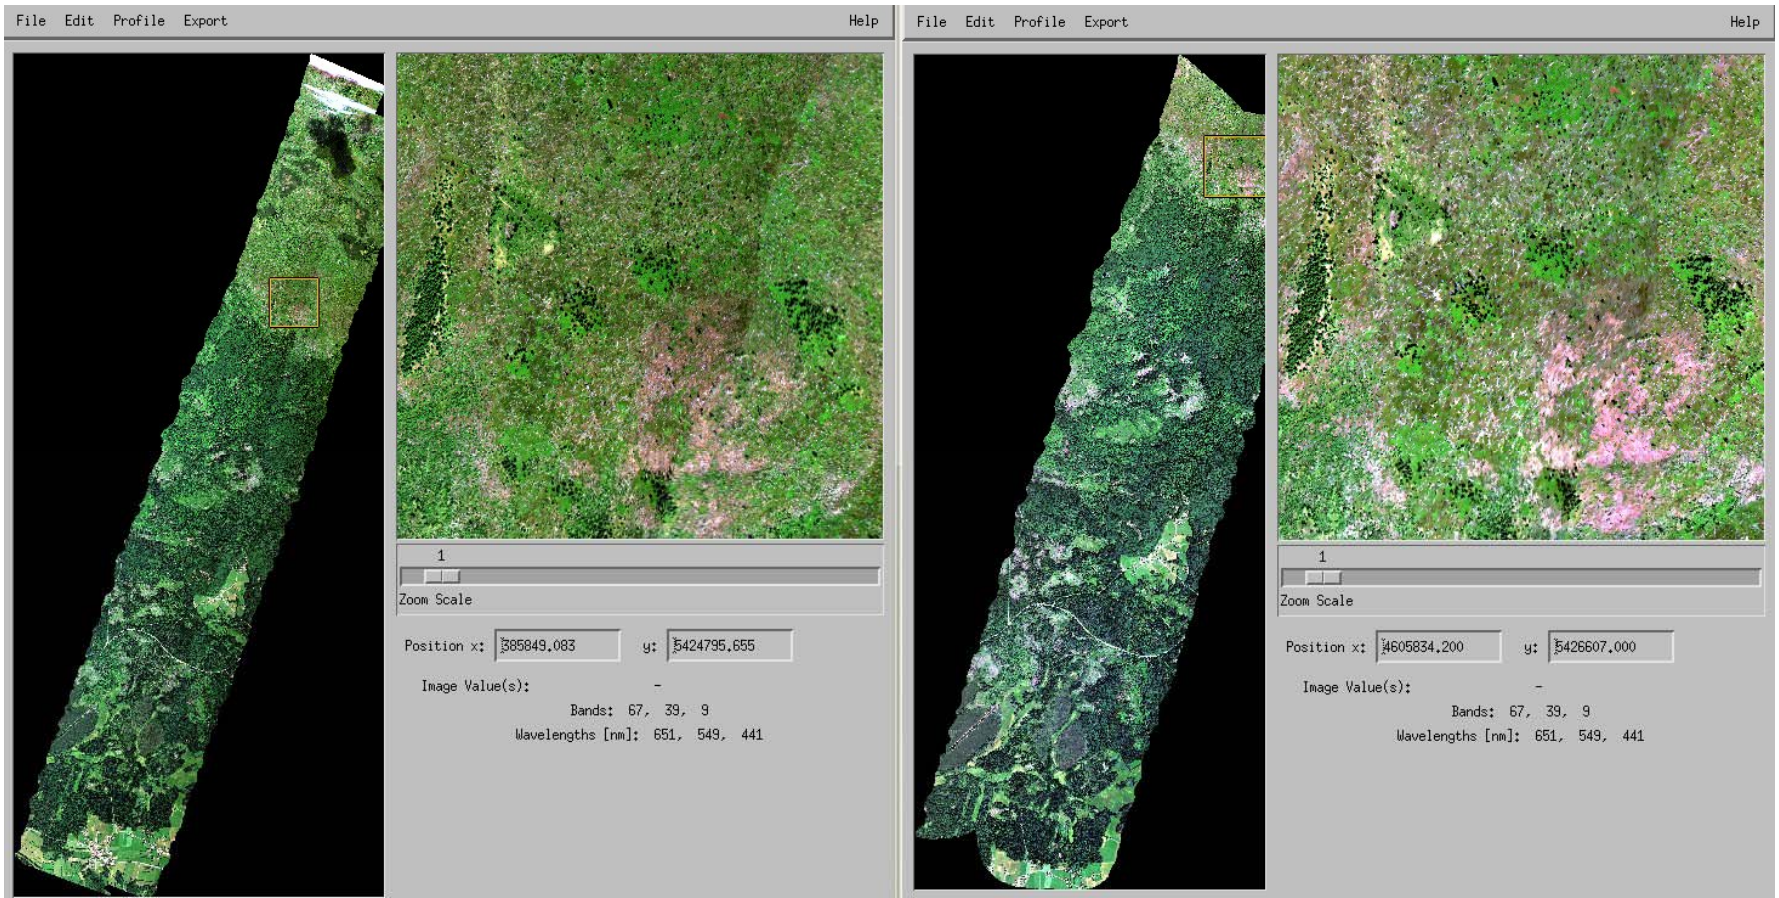 File Edit Profile Export Help
1
Zoom Scale
Position x: 385849.083 y: 5424795.655
Image Value(s): -
Bands: 67, 39, 9
Wavelengths [nm]: 651, 549, 441
File Edit Profile Export Help
1
Zoom Scale
Position x: 4605834.200 y: 5426607.000
Image Value(s): -
Bands: 67, 39, 9
Wavelengths [nm]: 651, 549, 441